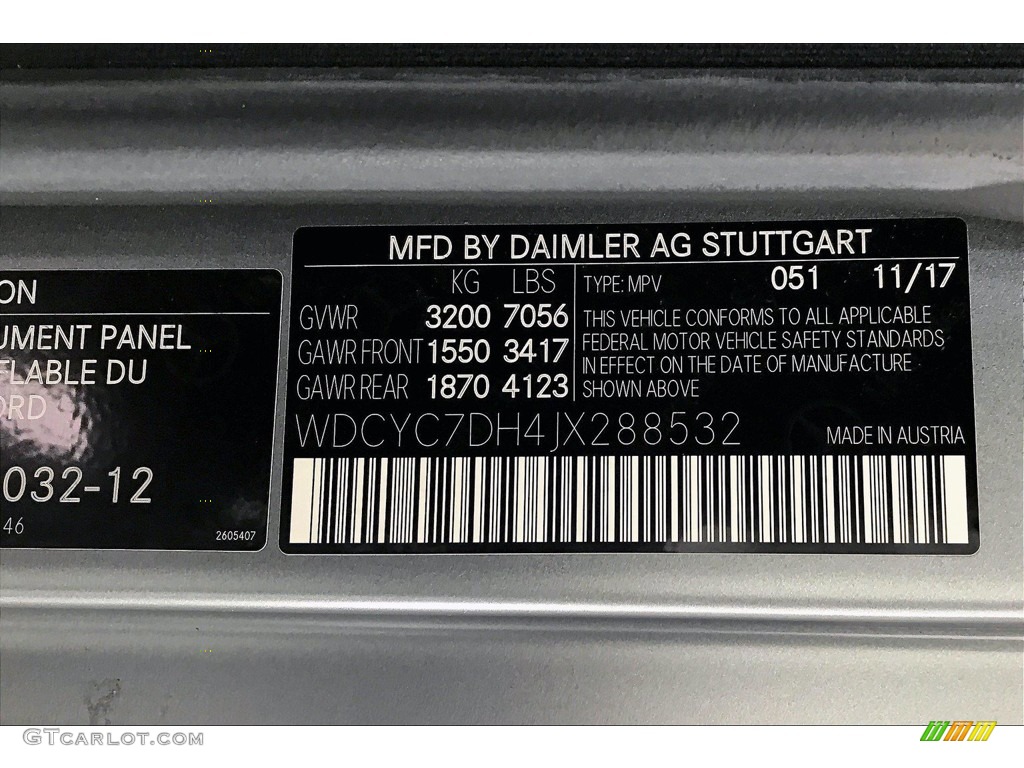 ON
UMENT PANEL
FLABLE DU
ORD
032-12
46
2605407
MFD BY DAIMLER AG STUTTGART
KG LBS
GVWR 3200 7056
GAWR FRONT 1550 3417
GAWR REAR 1870 4123
TYPE: MPV 051 11/17
THIS VEHICLE CONFORMS TO ALL APPLICABLE
FEDERAL MOTOR VEHICLE SAFETY STANDARDS
IN EFFECT ON THE DATE OF MANUFACTURE
SHOWN ABOVE
WDCYC7DH4JX288532
MADE IN AUSTRIA
GTCARLOT.COM